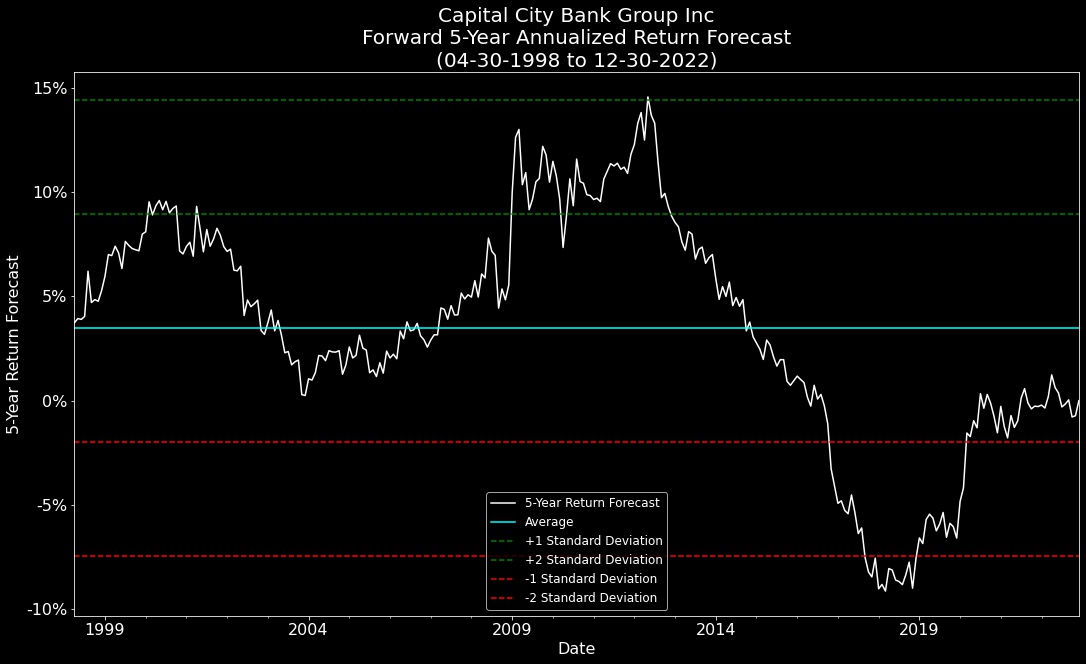 Capital City Bank Group Inc
Forward 5-Year Annualized Return Forecast
(04-30-1998 to 12-30-2022)
5-Year Return Forecast
15%
10%
5%
0%
-5%
-10%
5-Year Return Forecast
Average
+1 Standard Deviation
+2 Standard Deviation
-1 Standard Deviation
-2 Standard Deviation
1999
2004
2009
2014
2019
Date